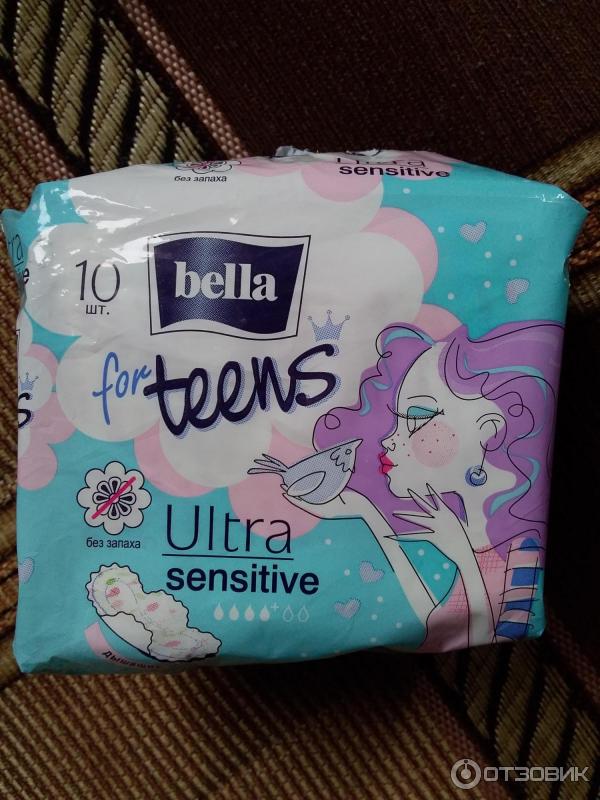 Ultra
без запаха
sensitive
10
шт.
bella
for teens
без запаха
Ultra
sensitive
ОТЗОВИК